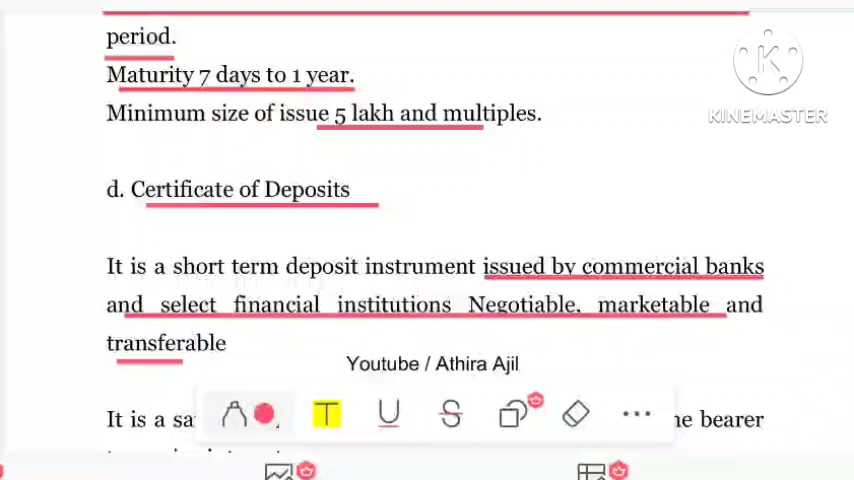 period.
KINEMASTER
Maturity 7 days to 1 year.
Minimum size of issue 5 lakh and multiples.
d. Certificate of Deposits
It is a short term deposit instrument issued by commercial banks
and select financial institutions Negotiable, marketable and
transferable
Youtube / Athira Ajil
It is a bearer